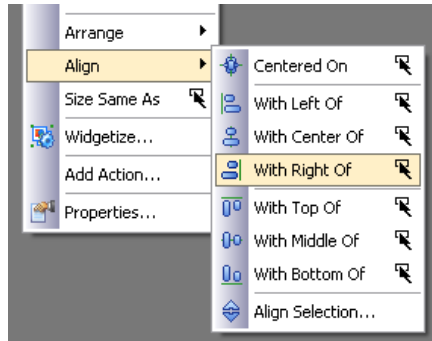 Arrange
Align
Size Same As
Widgetize...
Add Action...
Properties...
Centered On
With Left Of
With Center Of
With Right Of
With Top Of
With Middle Of
With Bottom Of
Align Selection...